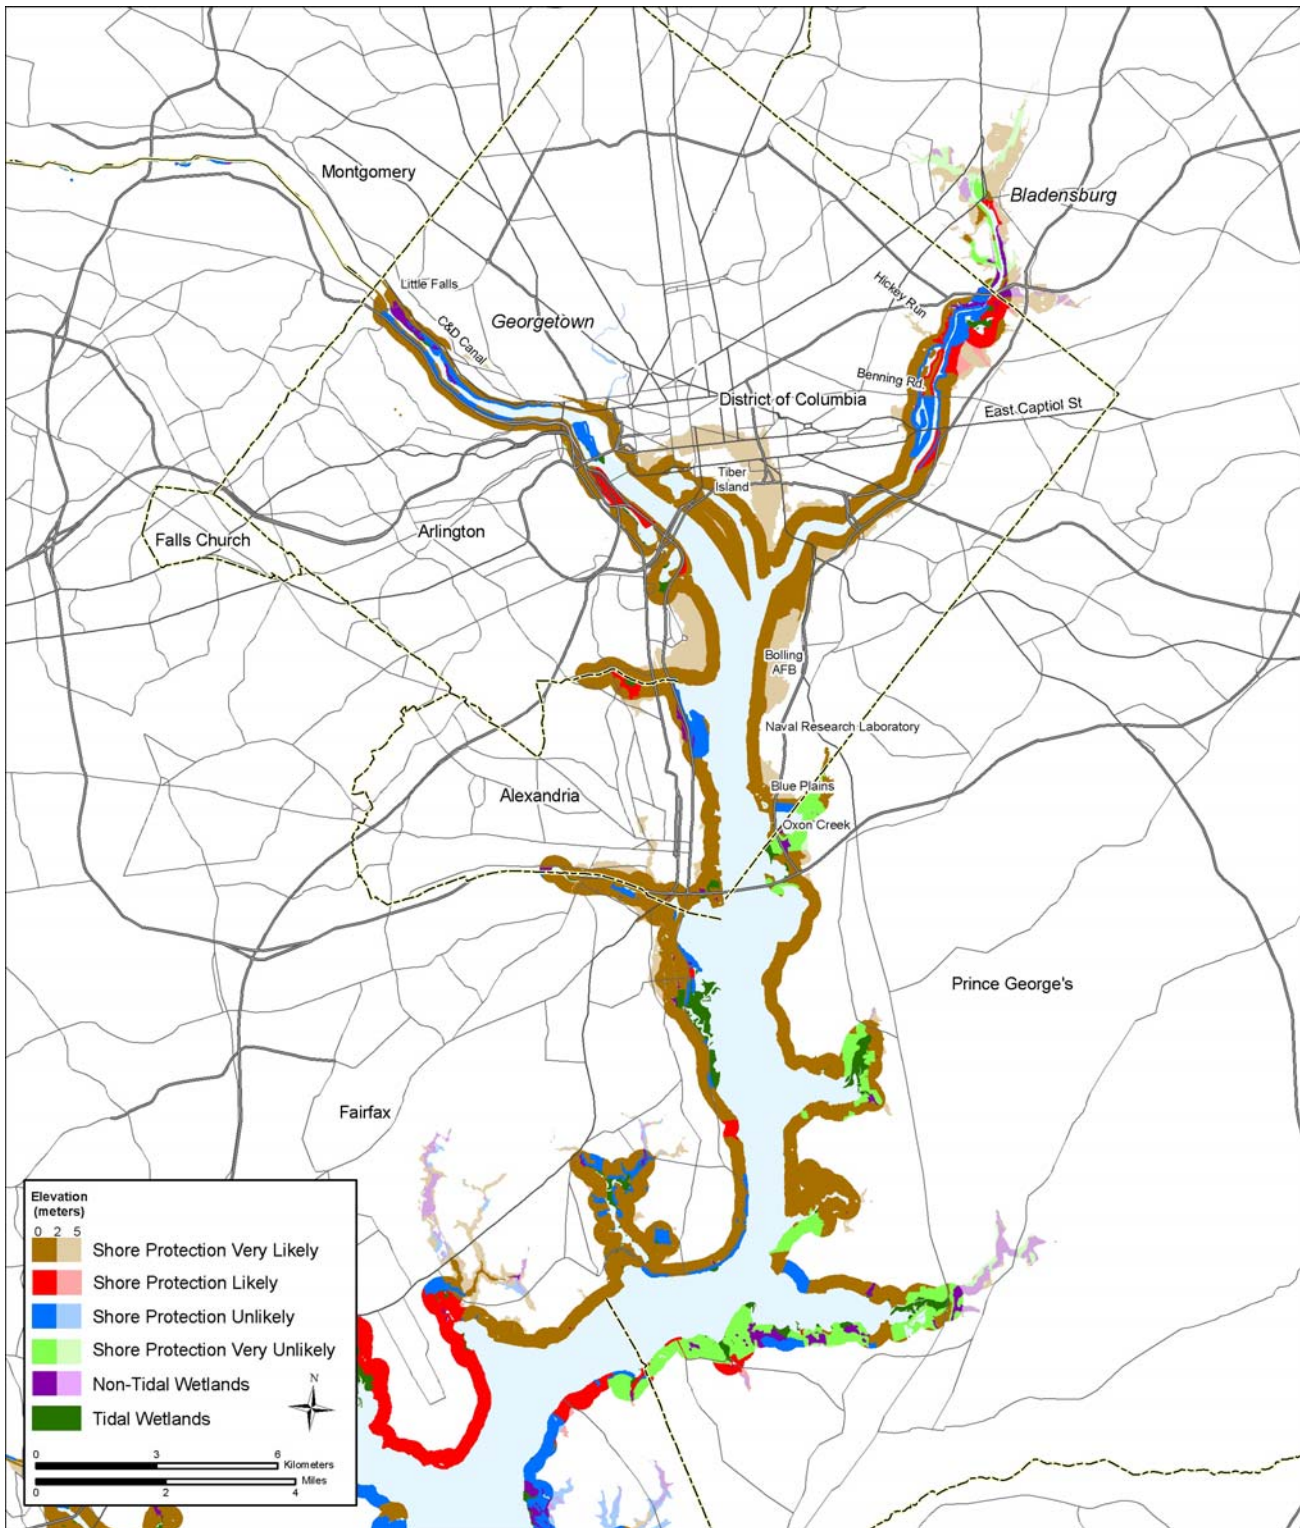 Montgomery
Bladensburg
Little Falls
Hickey Run
Georgetown
C&D Canal
Benning Rd.
District of Columbia
East Captiol St
Tiber
Island
Arlington
Falls Church
Bolling
AFB
Naval Research Laboratory
Blue Plains
Alexandria
Oxon Creek
Prince George's
Fairfax
Elevation
(meters)
0 2 5
Shore Protection Very Likely
Shore Protection Likely
Shore Protection Unlikely
Shore Protection Very Unlikely
Non-Tidal Wetlands
N
Tidal Wetlands
0 3 6
Kilometers
Miles
0 2 4